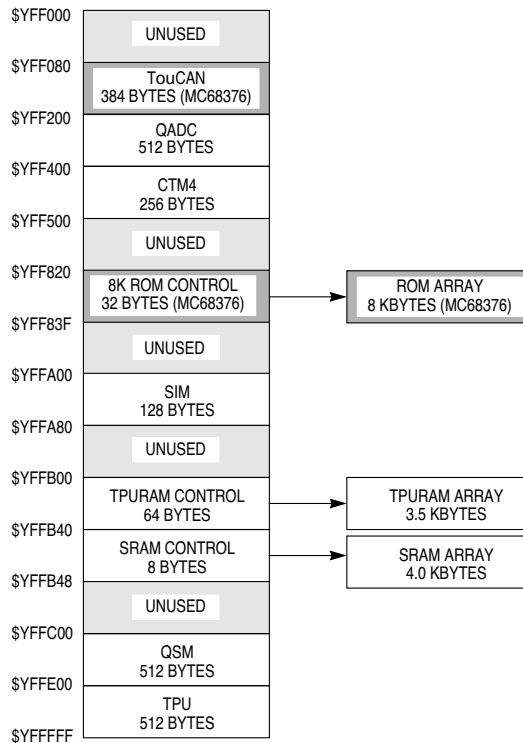 $YFF000
UNUSED
$YFF080
TouCAN
384 BYTES (MC68376)
$YFF200
QADC
512 BYTES
$YFF400
CTM4
256 BYTES
$YFF500
UNUSED
$YFF820
8K ROM CONTROL
32 BYTES (MC68376)
ROM ARRAY
8 KBYTES (MC68376)
$YFF83F
UNUSED
$YFFA00
SIM
128 BYTES
$YFFA80
UNUSED
$YFFB00
TPURAM CONTROL
64 BYTES
TPURAM ARRAY
3.5 KBYTES
$YFFB40
SRAM CONTROL
8 BYTES
SRAM ARRAY
4.0 KBYTES
$YFFB48
UNUSED
$YFFC00
QSM
512 BYTES
$YFFE00
TPU
512 BYTES
$YFFFFF